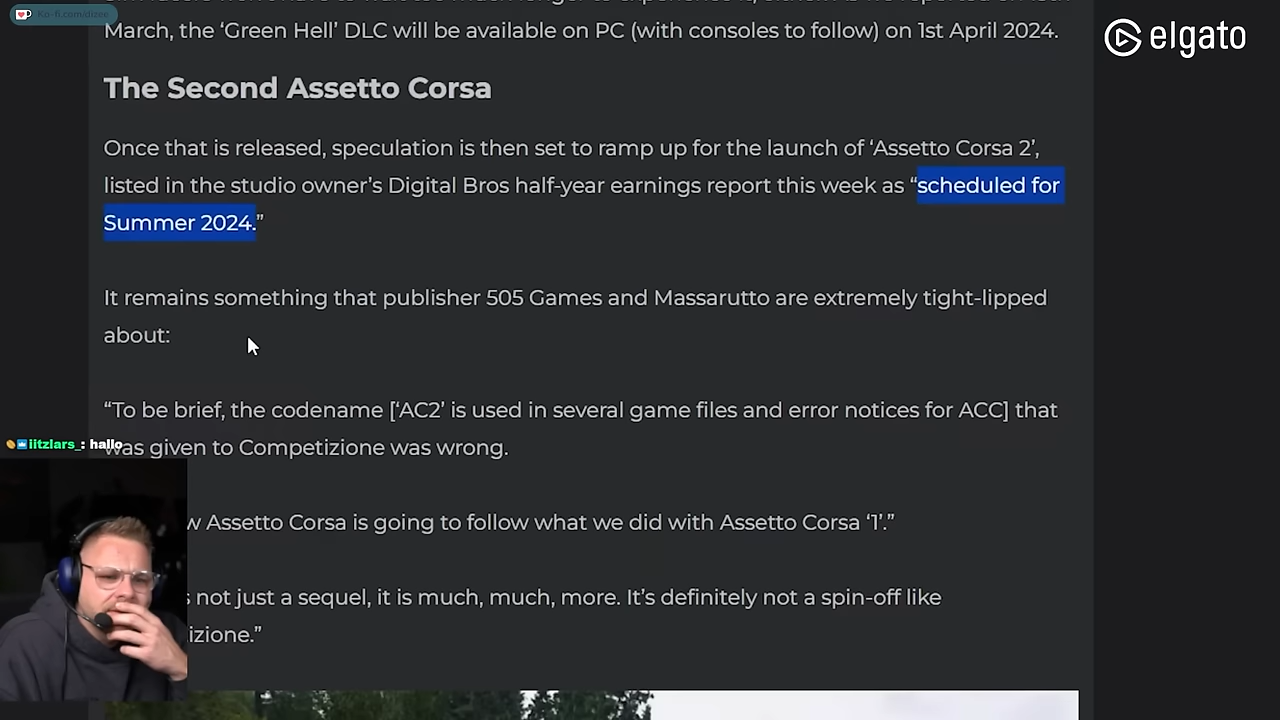 Ko-fi.com/dizee
elgato
March, the ‘Green Hell’ DLC will be available on PC (with consoles to follow) on 1st April 2024.
The Second Assetto Corsa
Once that is released, speculation is then set to ramp up for the launch of ‘Assetto Corsa 2’,
listed in the studio owner’s Digital Bros half-year earnings report this week as “scheduled for
Summer 2024.”
It remains something that publisher 505 Games and Massarutto are extremely tight-lipped
about:
“To be brief, the codename [‘AC2’ is used in several game files and error notices for ACC] that
iitzlars_: hallo
was given to Competizione was wrong.
w Assetto Corsa is going to follow what we did with Assetto Corsa ‘1’.”
s not just a sequel, it is much, much, more. It’s definitely not a spin-off like
izione.”